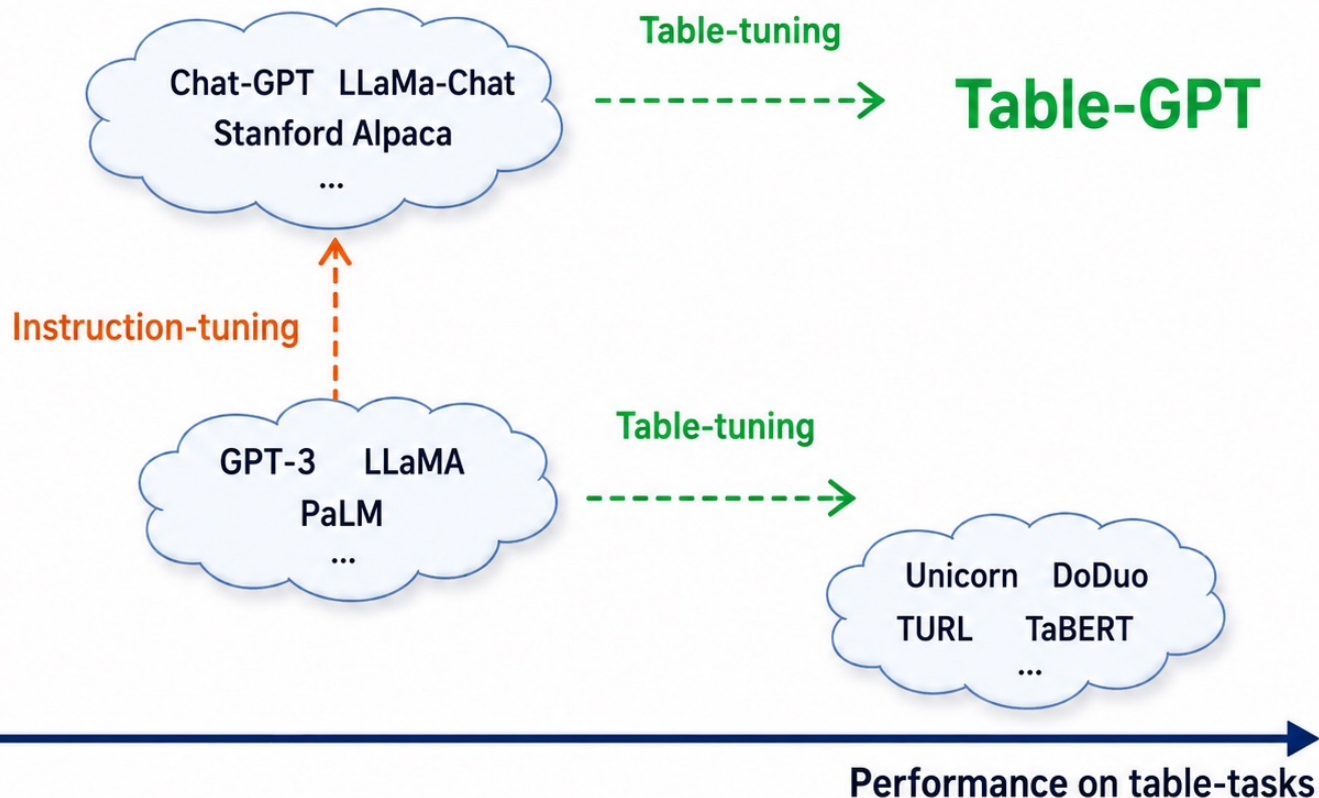 Table-tuning
Chat-GPT LLaMa-Chat
Stanford Alpaca
...
Table-GPT
Instruction-tuning
Table-tuning
GPT-3 LLaMA
PaLM
...
Unicorn DoDuo
TURL TaBERT
...
Performance on table-tasks